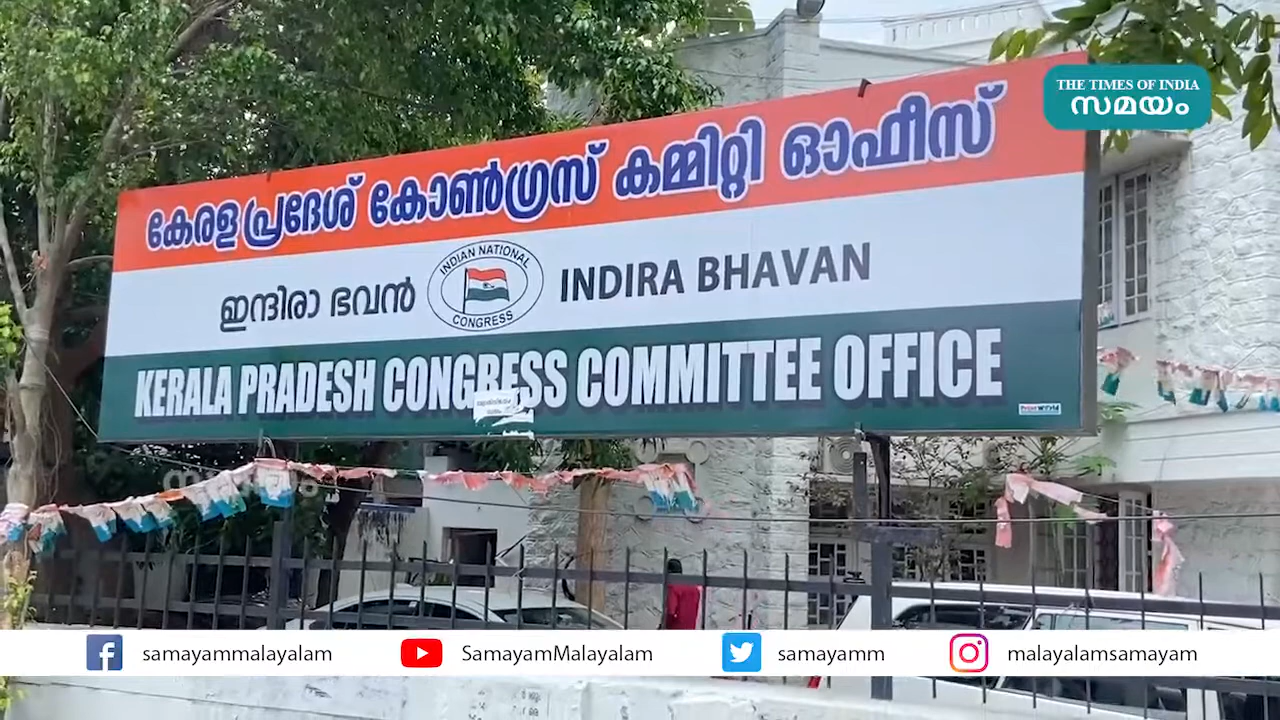 THE TIMES OF INDIA
സമയം
കേരള പ്രദേശ് കോൺഗ്രസ് കമ്മിറ്റി ഓഫീസ്
ഇന്ദിരാ ഭവൻ
INDIAN NATIONAL
CONGRESS
INDIRA BHAVAN
KERALA PRADESH CONGRESS COMMITTEE OFFICE
samayammalayalam
SamayamMalayalam
samayamm
malayalamsamayam